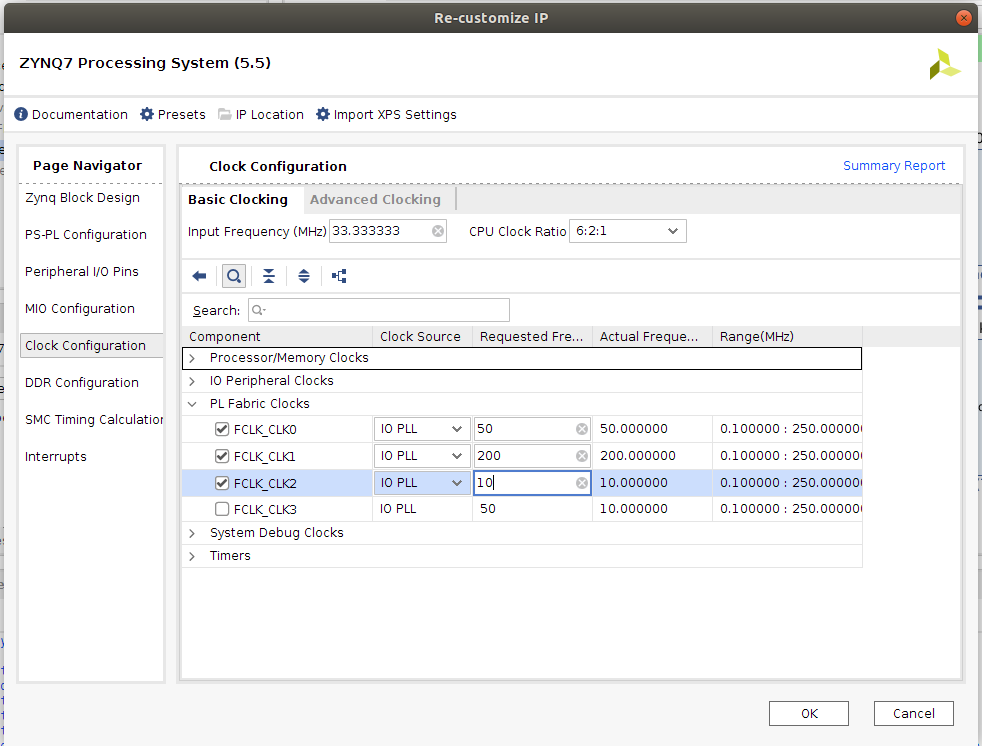 Re-customize IP
ZYNQ7 Processing System (5.5)
Documentation Presets IP Location Import XPS Settings
Page Navigator
Zynq Block Design
PS-PL Configuration
Peripheral I/O Pins
MIO Configuration
Clock Configuration
DDR Configuration
SMC Timing Calculation
Interrupts
Clock Configuration Summary Report
Basic Clocking Advanced Clocking
Input Frequency (MHz) 33.333333 CPU Clock Ratio 6:2:1
Search: Q-
Component Clock Source Requested Fre... Actual Freque... Range(MHz)
Processor/Memory Clocks
IO Peripheral Clocks
PL Fabric Clocks
FCLK_CLK0 IO PLL 50 50.000000 0.100000 : 250.000000
FCLK_CLK1 IO PLL 200 200.000000 0.100000 : 250.000000
FCLK_CLK2 IO PLL 10 10.000000 0.100000 : 250.000000
FCLK_CLK3 IO PLL 50 10.000000 0.100000 : 250.000000
System Debug Clocks
Timers
OK Cancel